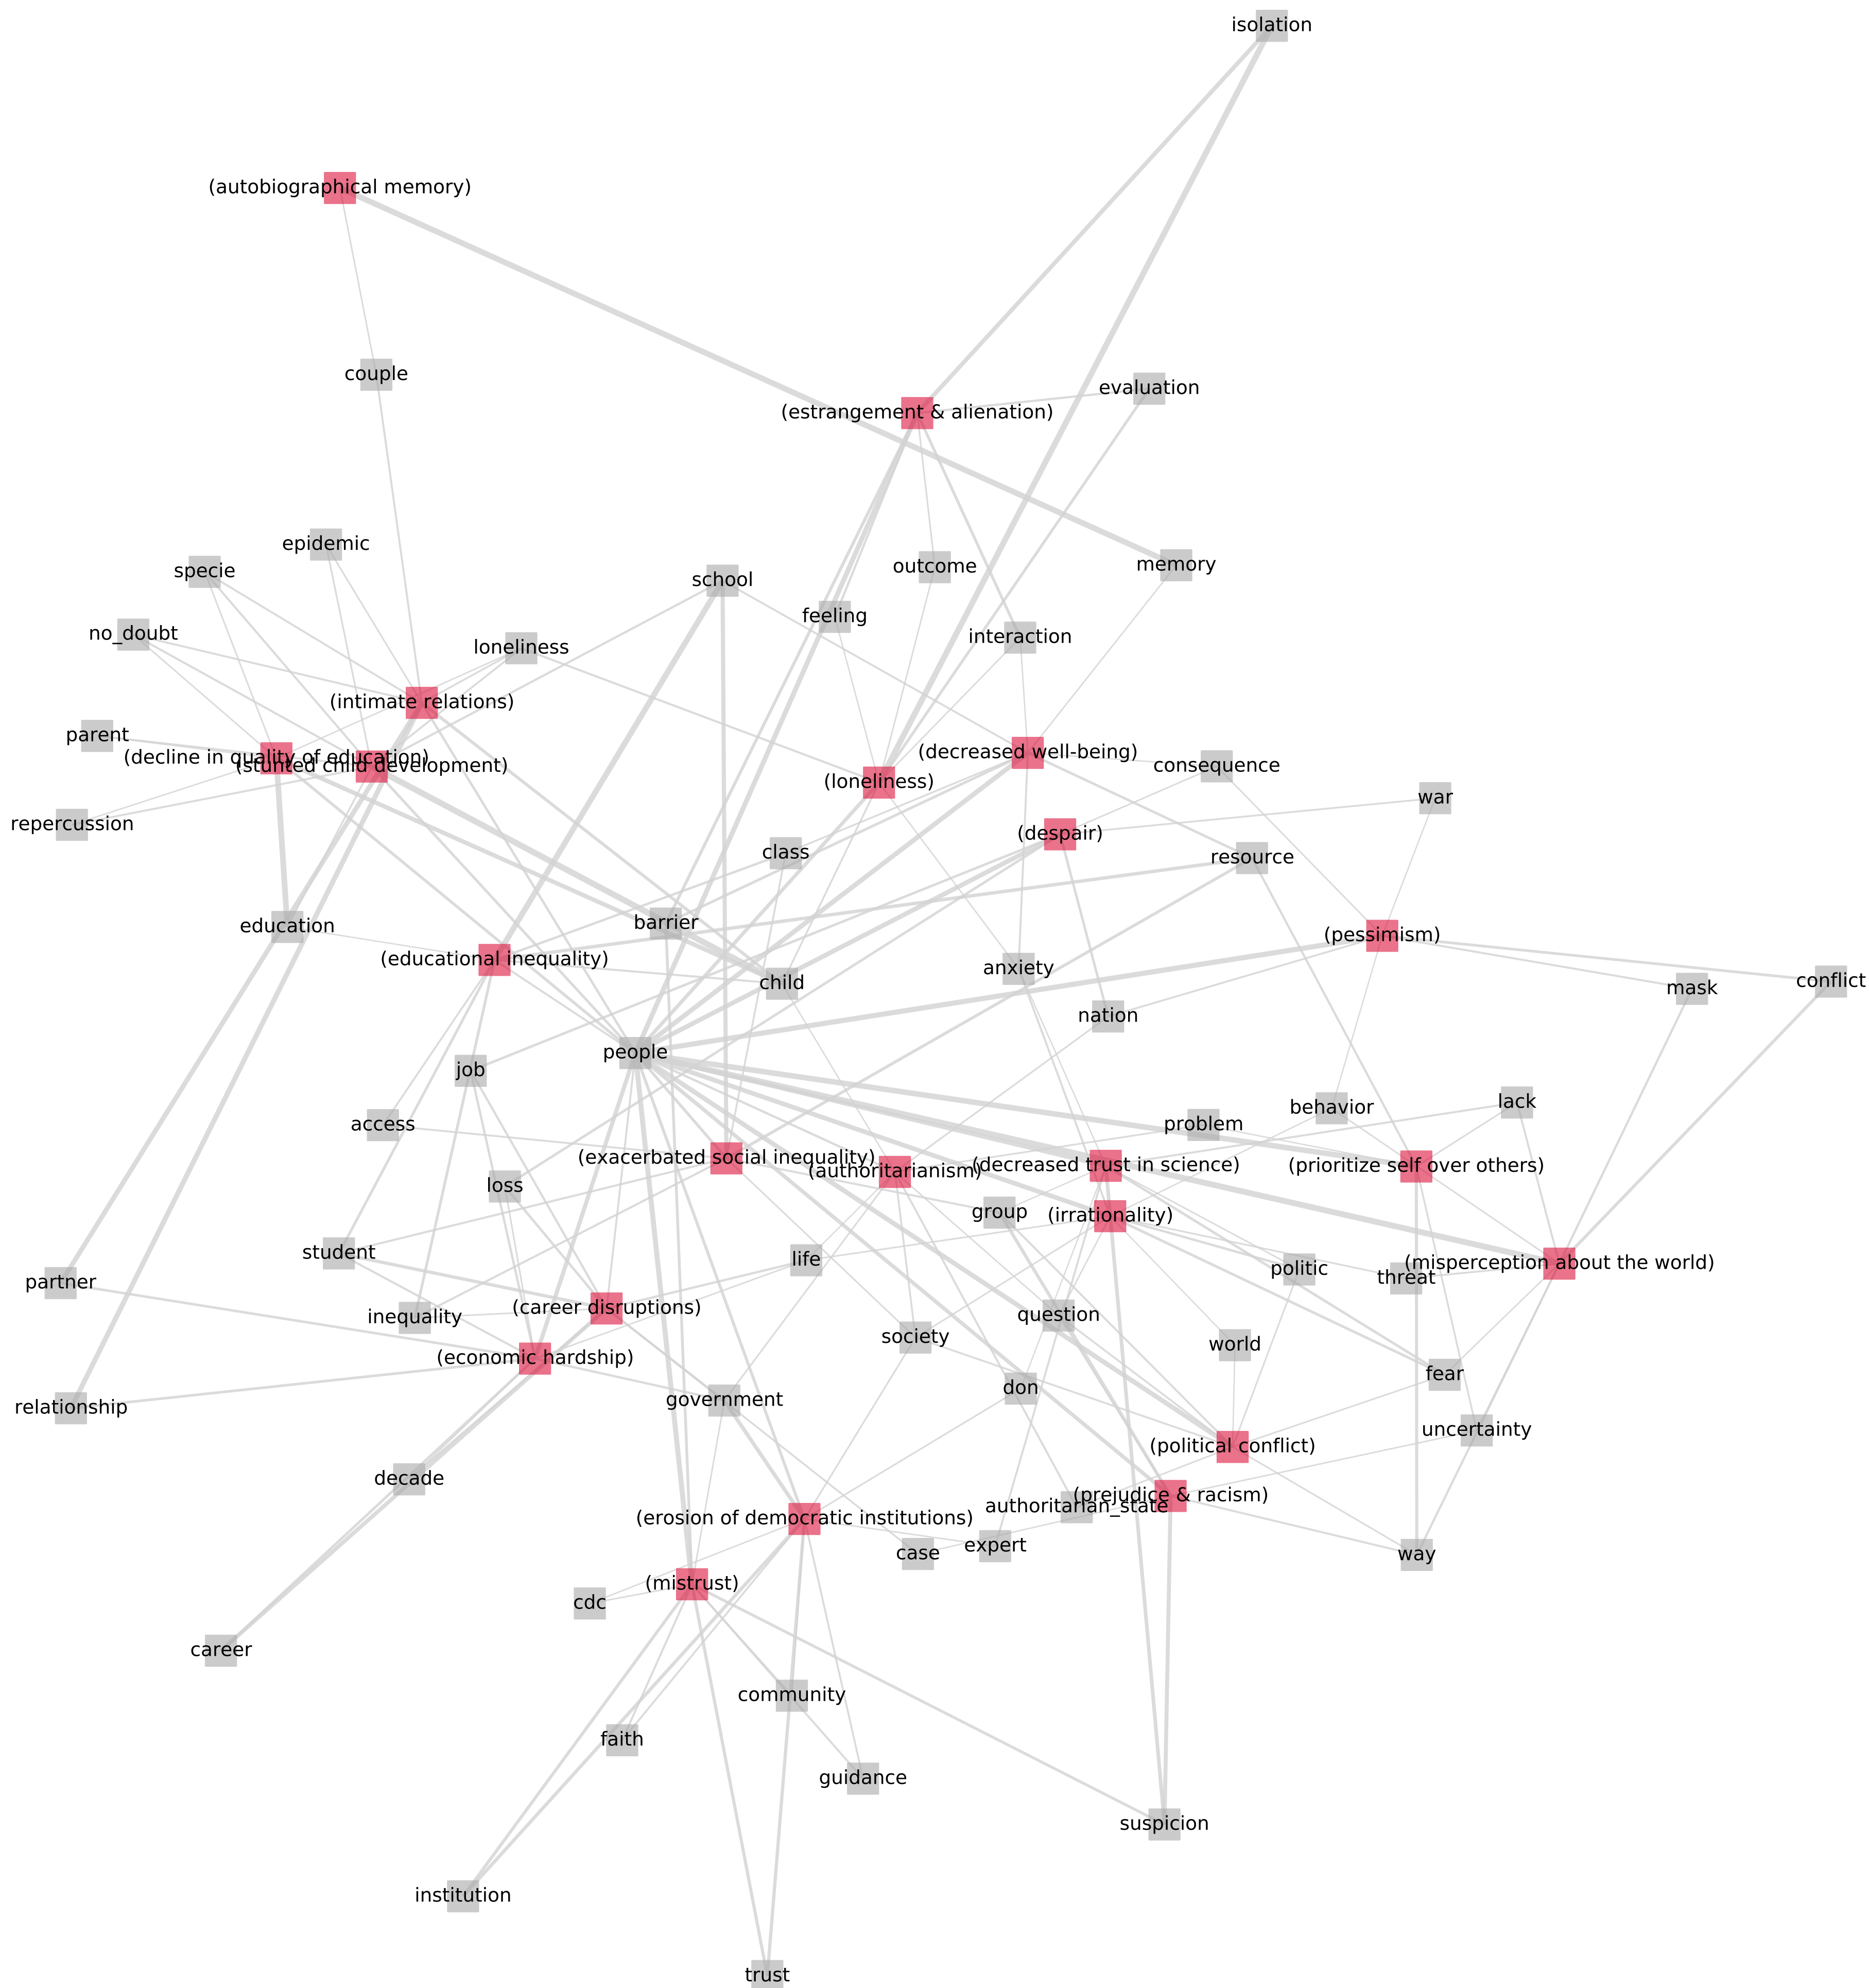 isolation
(autobiographical memory)
couple
evaluation
(estrangement & alienation)
epidemic
specie
school
outcome
memory
feeling
no_doubt
interaction
loneliness
(intimate relations)
parent
(decline in quality of education)
(stunted child development)
(decreased well-being)
consequence
(loneliness)
war
repercussion
(despair)
class
resource
education
barrier
(pessimism)
(educational inequality)
anxiety
child
conflict
mask
nation
people
job
lack
behavior
access
problem
(exacerbated social inequality)
(authoritarianism)
(decreased trust in science)
(prioritize self over others)
loss
group
(irrationality)
student
life
(misperception about the world)
politic
threat
partner
(career disruptions)
inequality
question
society
world
(economic hardship)
fear
don
government
relationship
uncertainty
(political conflict)
decade
(prejudice & racism)
authoritarian_state
(erosion of democratic institutions)
expert
case
way
(mistrust)
cdc
career
community
faith
guidance
suspicion
institution
trust